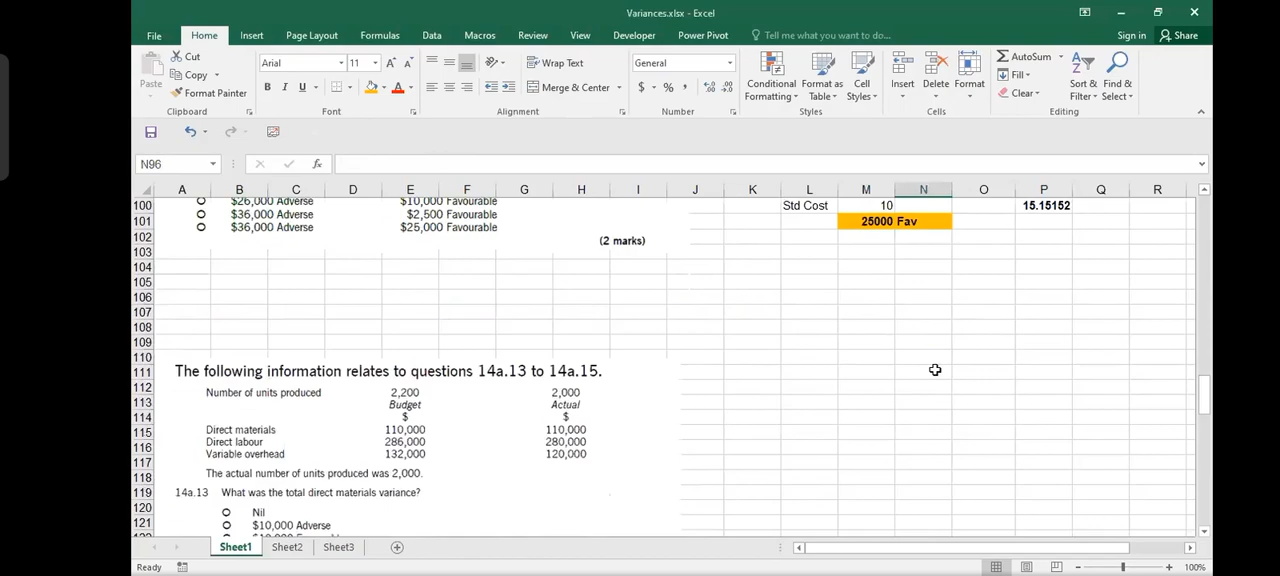 Variances.xlsx - Excel
File Home Insert Page Layout Formulas Data Macros Review View Developer Power Pivot Tell me what you want to do... Sign in Share
Paste
Cut
Copy
Format Painter
Clipboard
Arial 11
B I U
Font
Wrap Text
Merge & Center
Alignment
General
$ % ,
Number
Conditional Formatting
Format as Table
Cell Styles
Styles
Insert
Delete
Format
Cells
AutoSum
Fill
Clear
Sort & Filter
Find & Select
Editing
N96 fx
A B C D E F G H I J K L M N O P Q R
100 $26,000 Adverse $10,000 Favourable Std Cost 10 15.15152
101 $36,000 Adverse $2,500 Favourable 25000 Fav
102 $36,000 Adverse $25,000 Favourable
(2 marks)
103
104
105
106
107
108
109
110
111 The following information relates to questions 14a.13 to 14a.15.
112 Number of units produced 2,200 2,000
113 Budget Actual
114 $ $
115 Direct materials 110,000 110,000
116 Direct labour 286,000 280,000
117 Variable overhead 132,000 120,000
118 The actual number of units produced was 2,000.
119 14a.13 What was the total direct materials variance?
120 Nil
121 $10,000 Adverse
Sheet1 Sheet2 Sheet3
Ready 100%